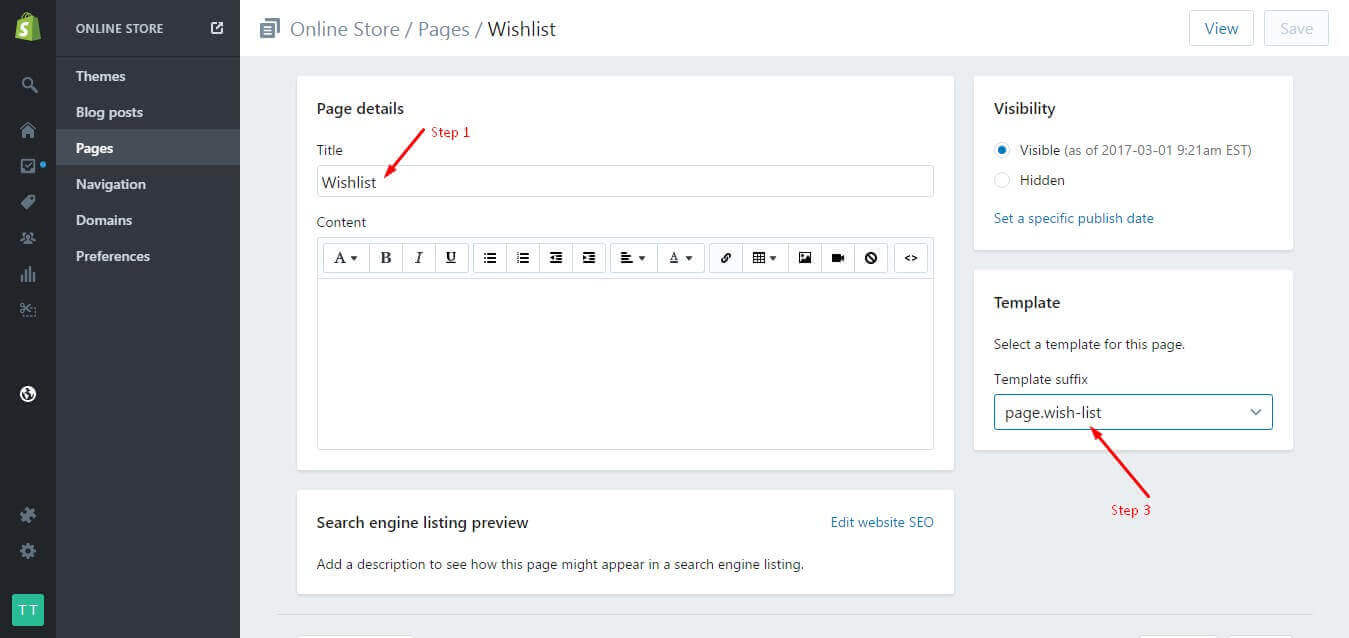 ONLINE STORE
Themes
Blog posts
Pages
Navigation
Domains
Preferences
TT
Online Store / Pages / Wishlist
View
Save
Page details
Step 1
Title
Wishlist
Content
A
B
I
U
A
<>
Search engine listing preview
Edit website SEO
Add a description to see how this page might appear in a search engine listing.
Visibility
Visible (as of 2017-03-01 9:21am EST)
Hidden
Set a specific publish date
Template
Select a template for this page.
Template suffix
page.wish-list
Step 3